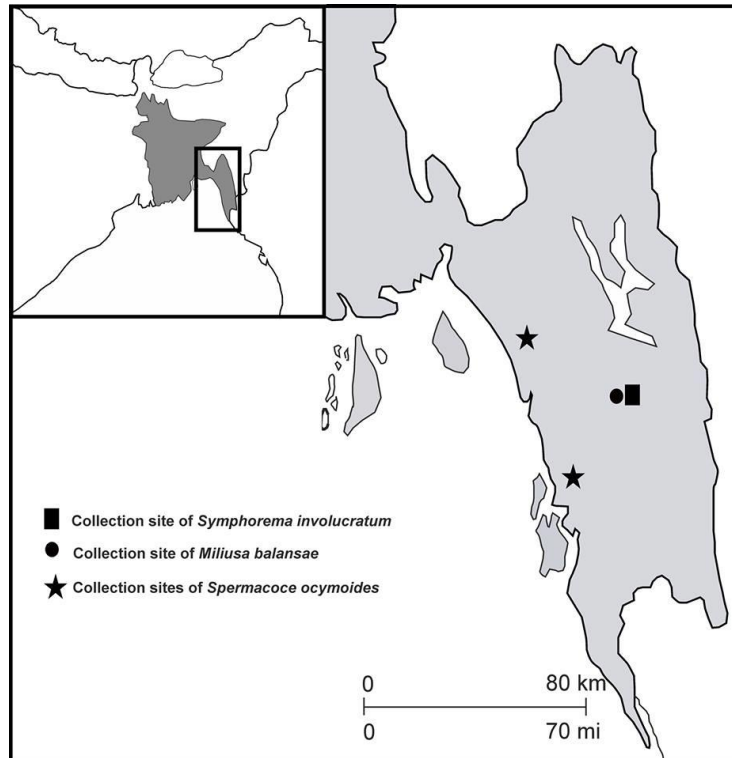 Collection site of Symphorema involucratum
Collection site of Miliusa balansae
Collection sites of Spermacoce ocymoides
0 80 km
0 70 mi